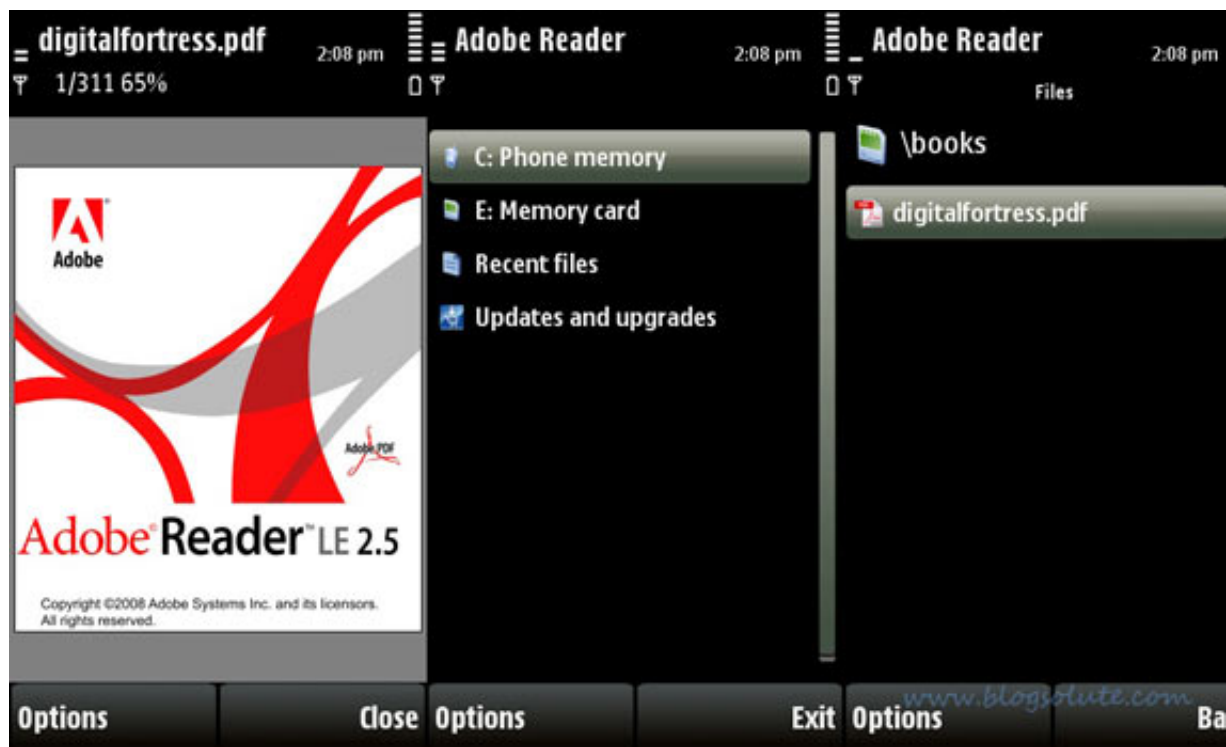 digitalfortress.pdf
2:08 pm
1/311 65%
Adobe
Adobe PDF
Adobe Reader LE 2.5
Copyright ©2008 Adobe Systems Inc. and its licensors.
All rights reserved.
Options
Close
Adobe Reader
2:08 pm
C: Phone memory
E: Memory card
Recent files
Updates and upgrades
Options
Exit
Adobe Reader
2:08 pm
Files
\books
digitalfortress.pdf
www.blogsolute.com
Options
Ba